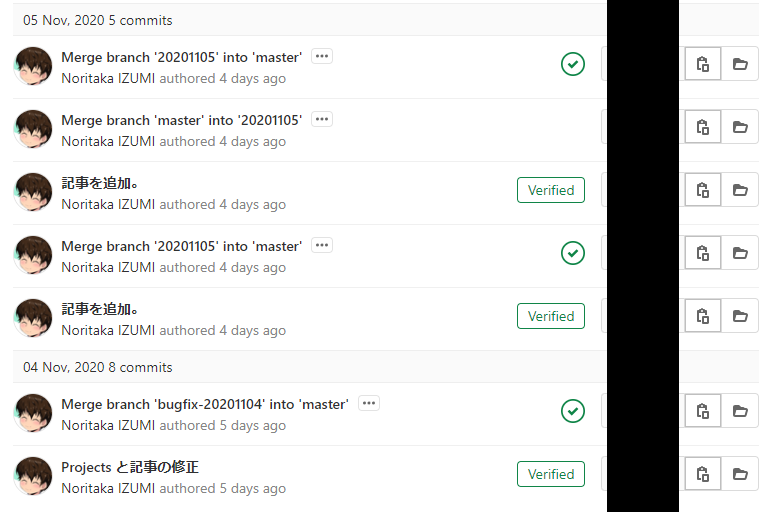 05 Nov, 2020 5 commits
Merge branch '20201105' into 'master'
Noritaka IZUMI authored 4 days ago
Merge branch 'master' into '20201105'
Noritaka IZUMI authored 4 days ago
記事を追加。
Noritaka IZUMI authored 4 days ago
Verified
Merge branch '20201105' into 'master'
Noritaka IZUMI authored 4 days ago
記事を追加。
Noritaka IZUMI authored 4 days ago
Verified
04 Nov, 2020 8 commits
Merge branch 'bugfix-20201104' into 'master'
Noritaka IZUMI authored 5 days ago
Projects と記事の修正
Noritaka IZUMI authored 5 days ago
Verified